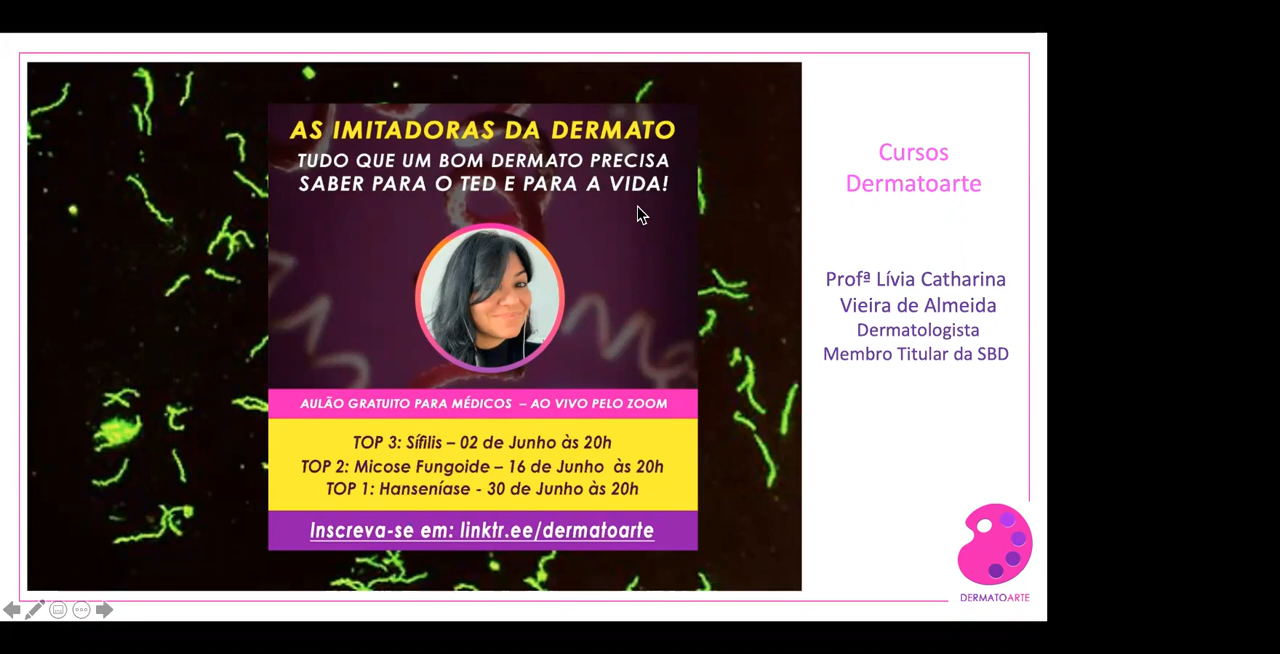 AS IMITADORAS DA DERMATO
TUDO QUE UM BOM DERMATO PRECISA
SABER PARA O TED E PARA A VIDA!
AULÃO GRATUITO PARA MÉDICOS – AO VIVO PELO ZOOM
TOP 3: Sífilis – 02 de Junho às 20h
TOP 2: Micose Fungoide – 16 de Junho às 20h
TOP 1: Hanseníase - 30 de Junho às 20h
Inscreva-se em: linktr.ee/dermatoarte
Cursos
Dermatoarte
Profª Lívia Catharina
Vieira de Almeida
Dermatologista
Membro Titular da SBD
DERMATOARTE